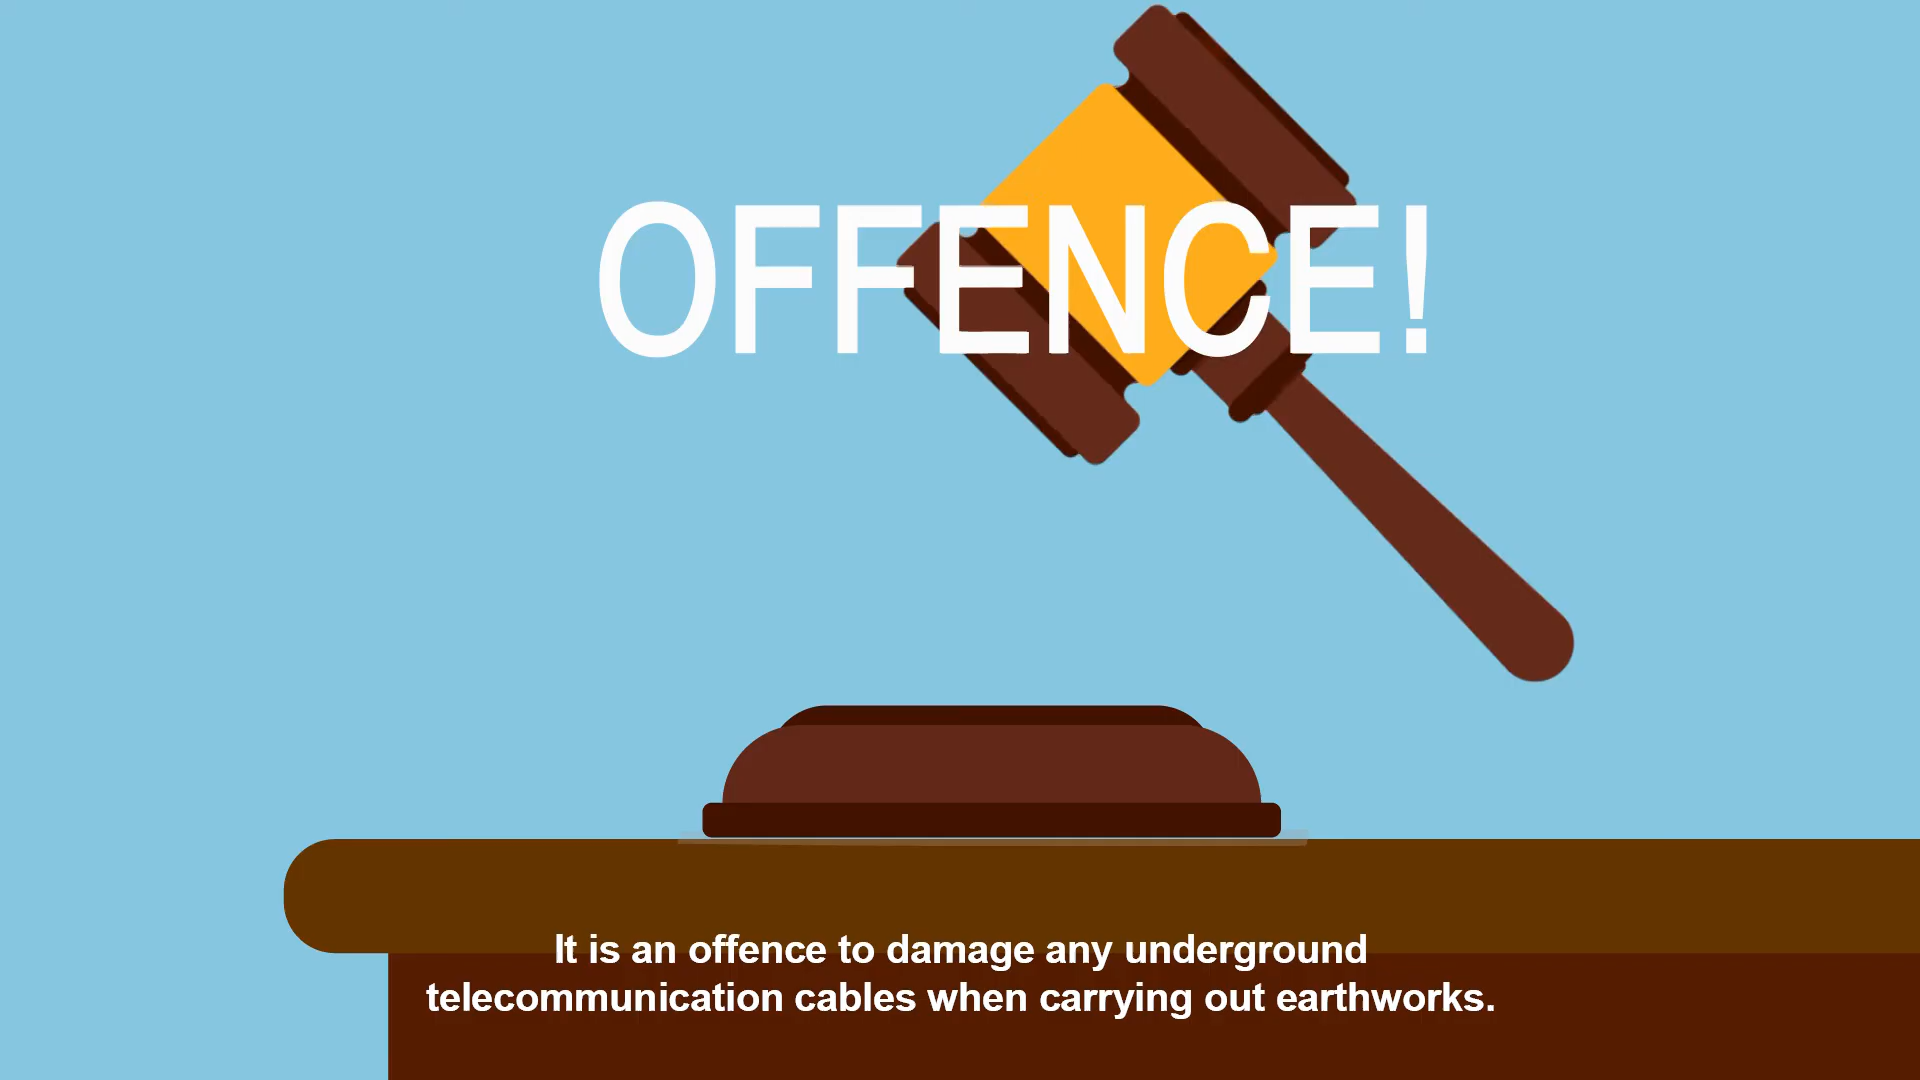 OFFENCE!
It is an offence to damage any underground
telecommunication cables when carrying out earthworks.